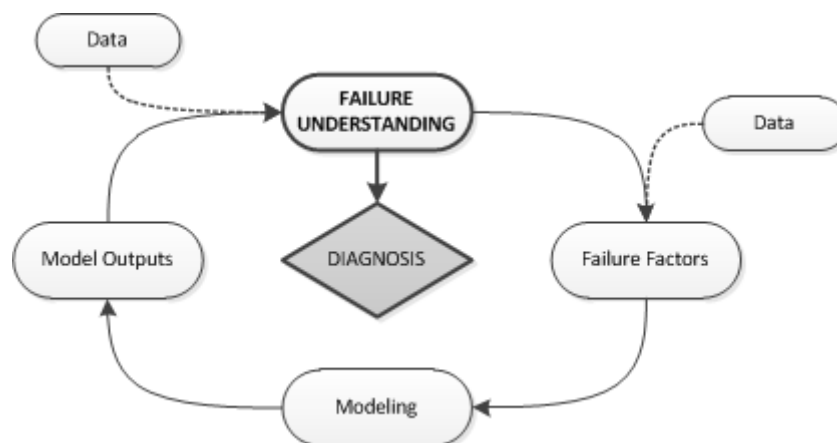 Data
FAILURE
UNDERSTANDING
Data
Model Outputs
DIAGNOSIS
Failure Factors
Modeling